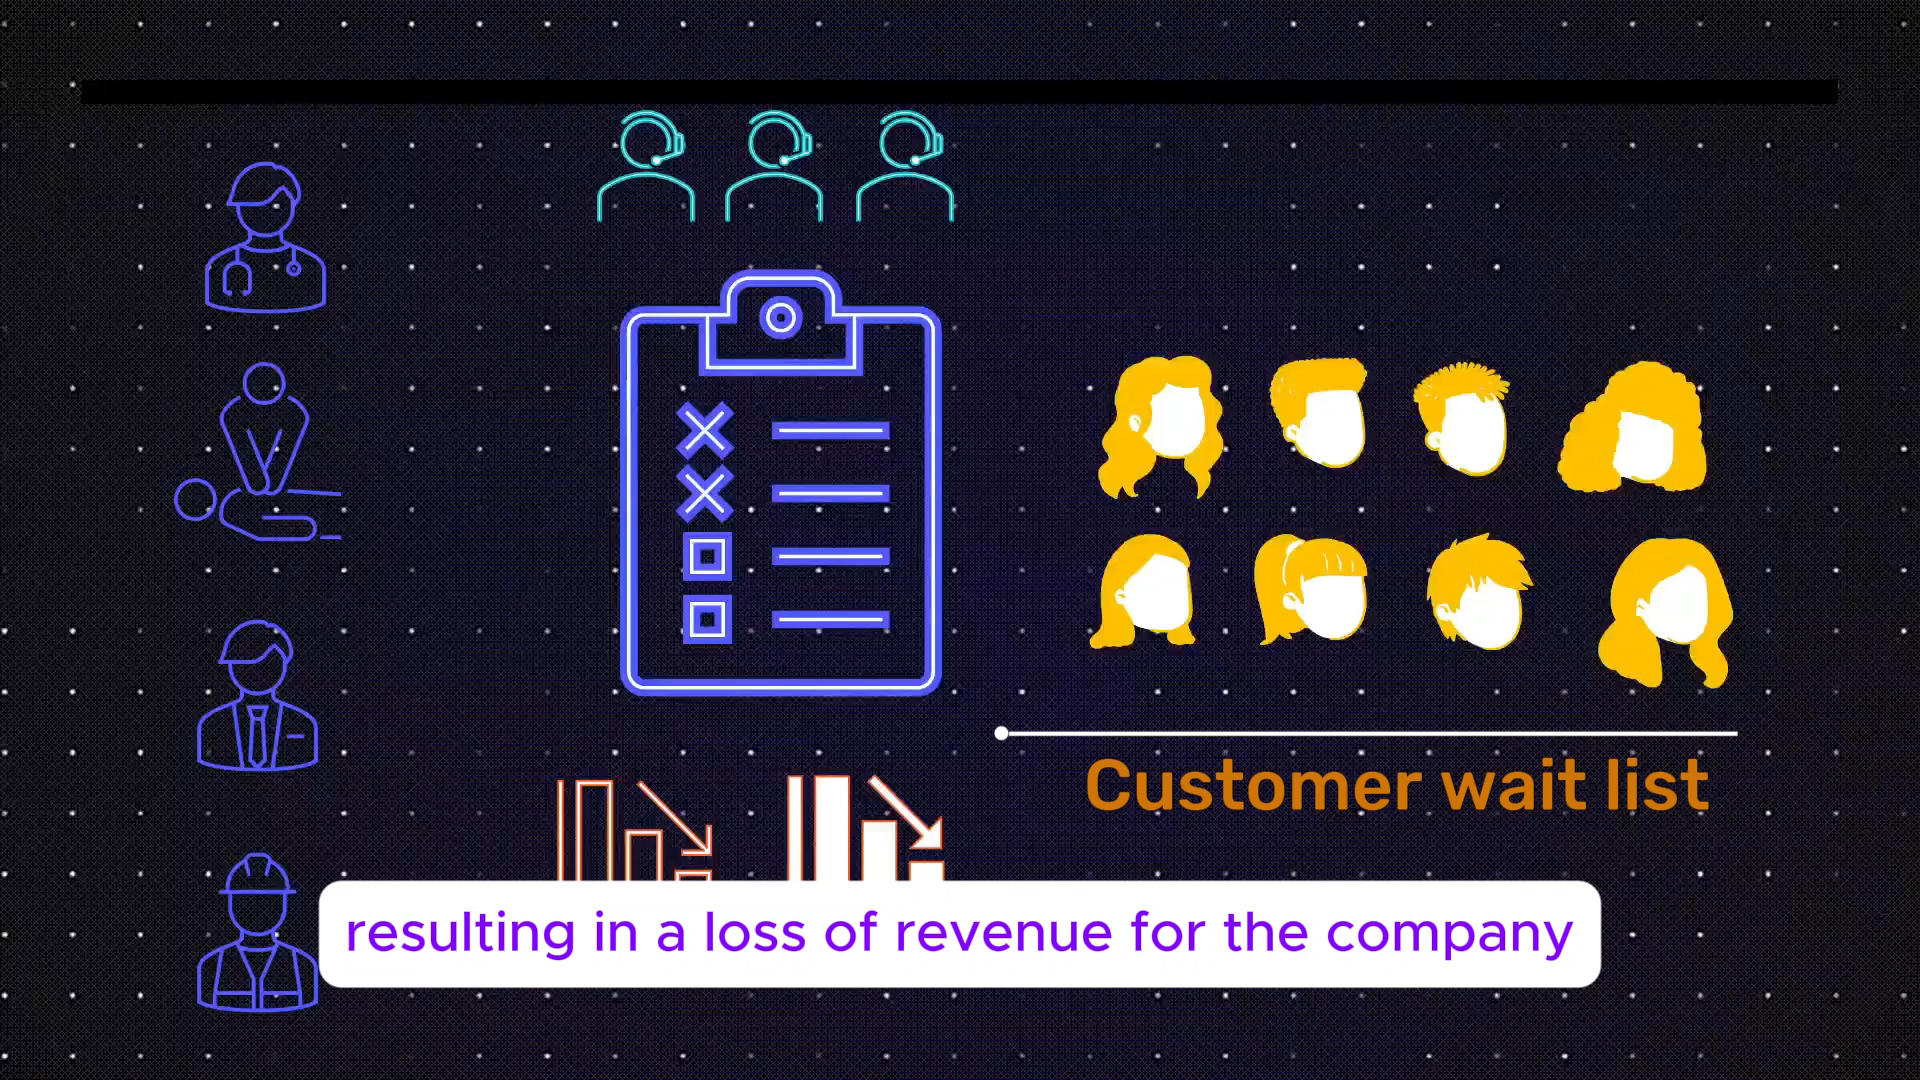 Customer wait list
resulting in a loss of revenue for the company